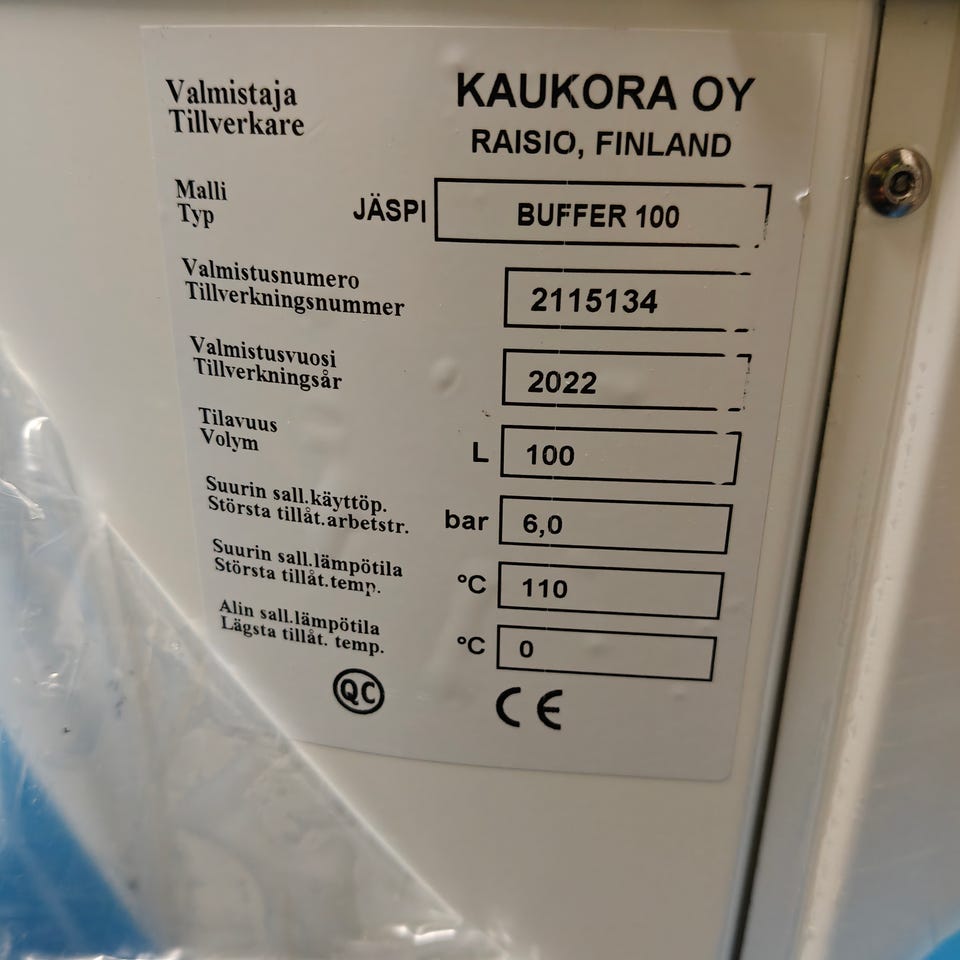 Valmistaja
Tillverkare
KAUKORA OY
RAISIO, FINLAND
Malli
Typ
JÄSPI BUFFER 100
Valmistusnumero
Tillverkningsnummer
2115134
Valmistusvuosi
Tillverkningsår
2022
Tilavuus
Volym
L 100
Suurin sall.käyttöp.
Största tillåt.arbetstr.
bar 6,0
Suurin sall.lämpötila
Största tillåt.temp.
°C 110
Alin sall.lämpötila
Lägsta tillåt. temp.
°C 0
QC CE